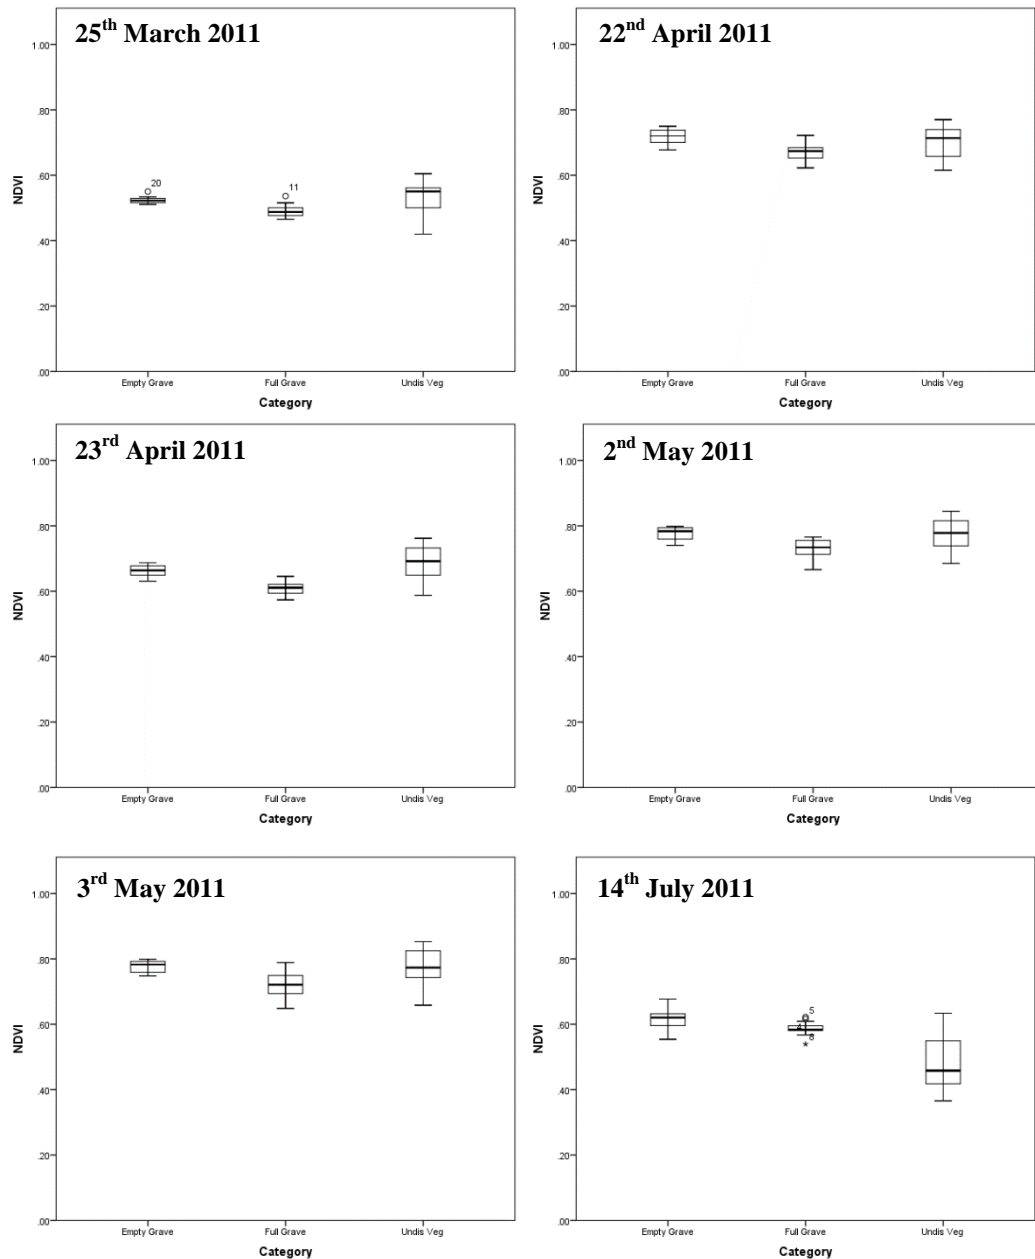 25th March 2011
1.00
.80
.60
.40
.20
.00
NDVI
20
11
Empty Grave Full Grave Undis Veg
Category
22nd April 2011
1.00
.80
.60
.40
.20
.00
NDVI
Empty Grave Full Grave Undis Veg
Category
23rd April 2011
1.00
.80
.60
.40
.20
.00
NDVI
Empty Grave Full Grave Undis Veg
Category
2nd May 2011
1.00
.80
.60
.40
.20
.00
NDVI
Empty Grave Full Grave Undis Veg
Category
3rd May 2011
1.00
.80
.60
.40
.20
.00
NDVI
Empty Grave Full Grave Undis Veg
Category
14th July 2011
1.00
.80
.60
.40
.20
.00
NDVI
5
Empty Grave Full Grave Undis Veg
Category